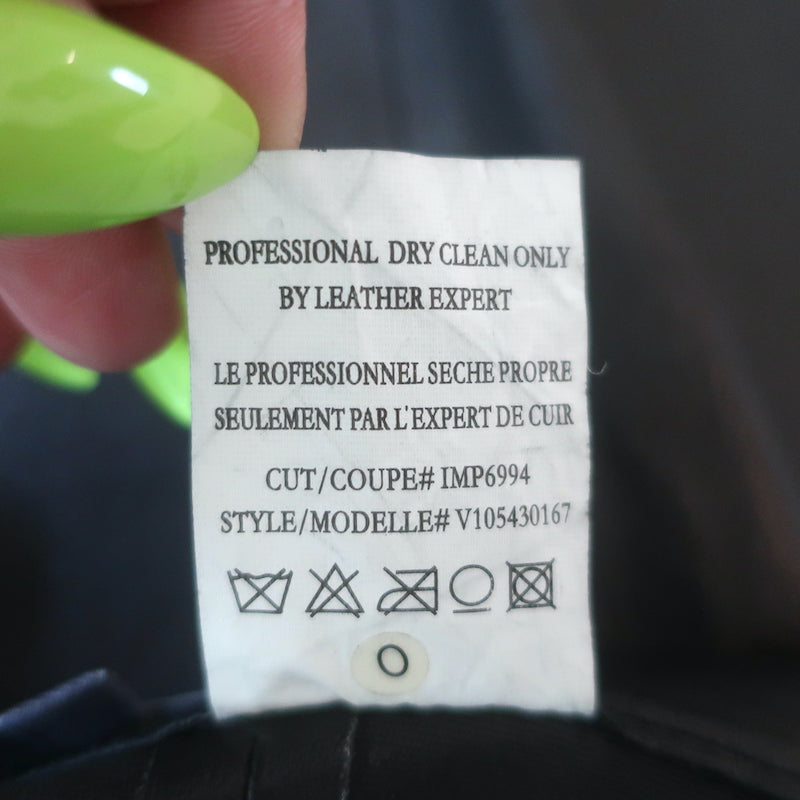 PROFESSIONAL DRY CLEAN ONLY
BY LEATHER EXPERT
LE PROFESSIONNEL SECHE PROPRE
SEULEMENT PAR L'EXPERT DE CUIR
CUT/COUPE# IMP6994
STYLE/MODELLE# V105430167
0